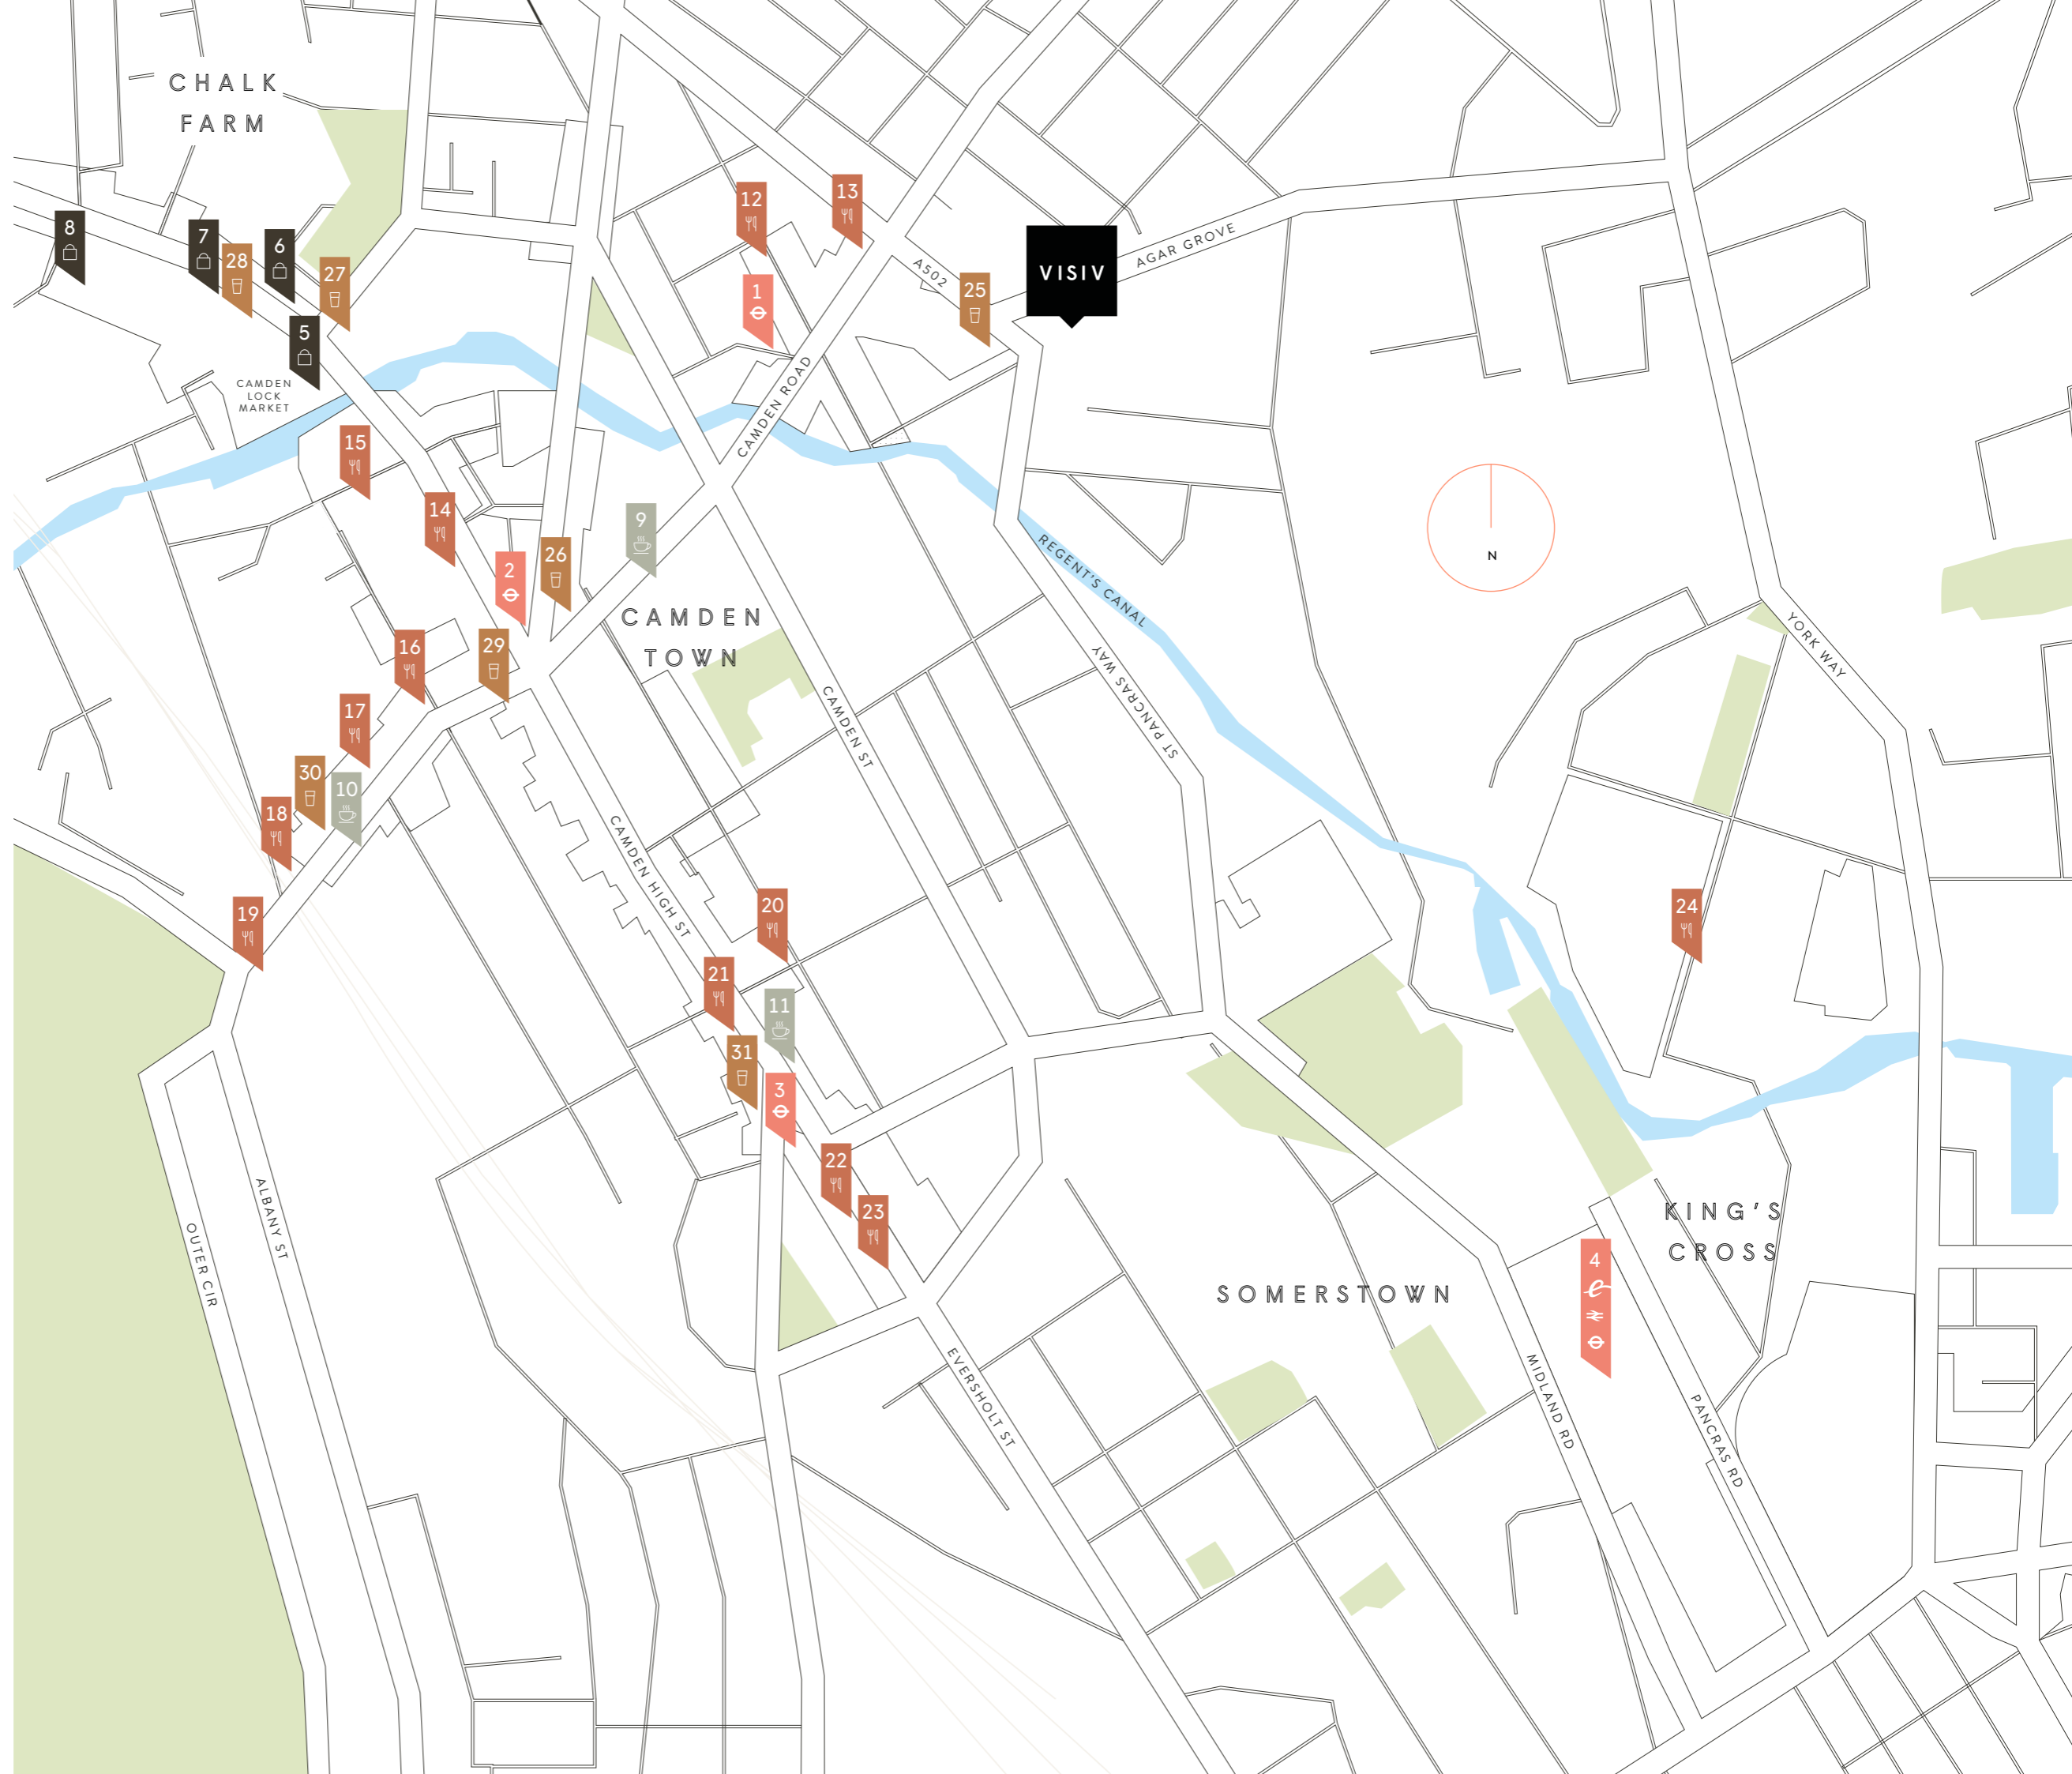 CHALK
FARM
8
7
28
6
27
5
12
13
1
A502
25
VISIV
AGAR GROVE
CAMDEN
LOCK
MARKET
CAMDEN ROAD
15
14
2
26
9
N
REGENT'S CANAL
CAMDEN
TOWN
16
29
17
CAMDEN ST
ST PANCRAS WAY
YORK WAY
30
10
18
CAMDEN HIGH ST
19
20
24
21
11
31
3
22
23
ALBANY ST
OUTER CIR
KING'S
CROSS
4
e
SOMERSTOWN
EVERSHOLT ST
MIDLAND RD
PANCRAS RD